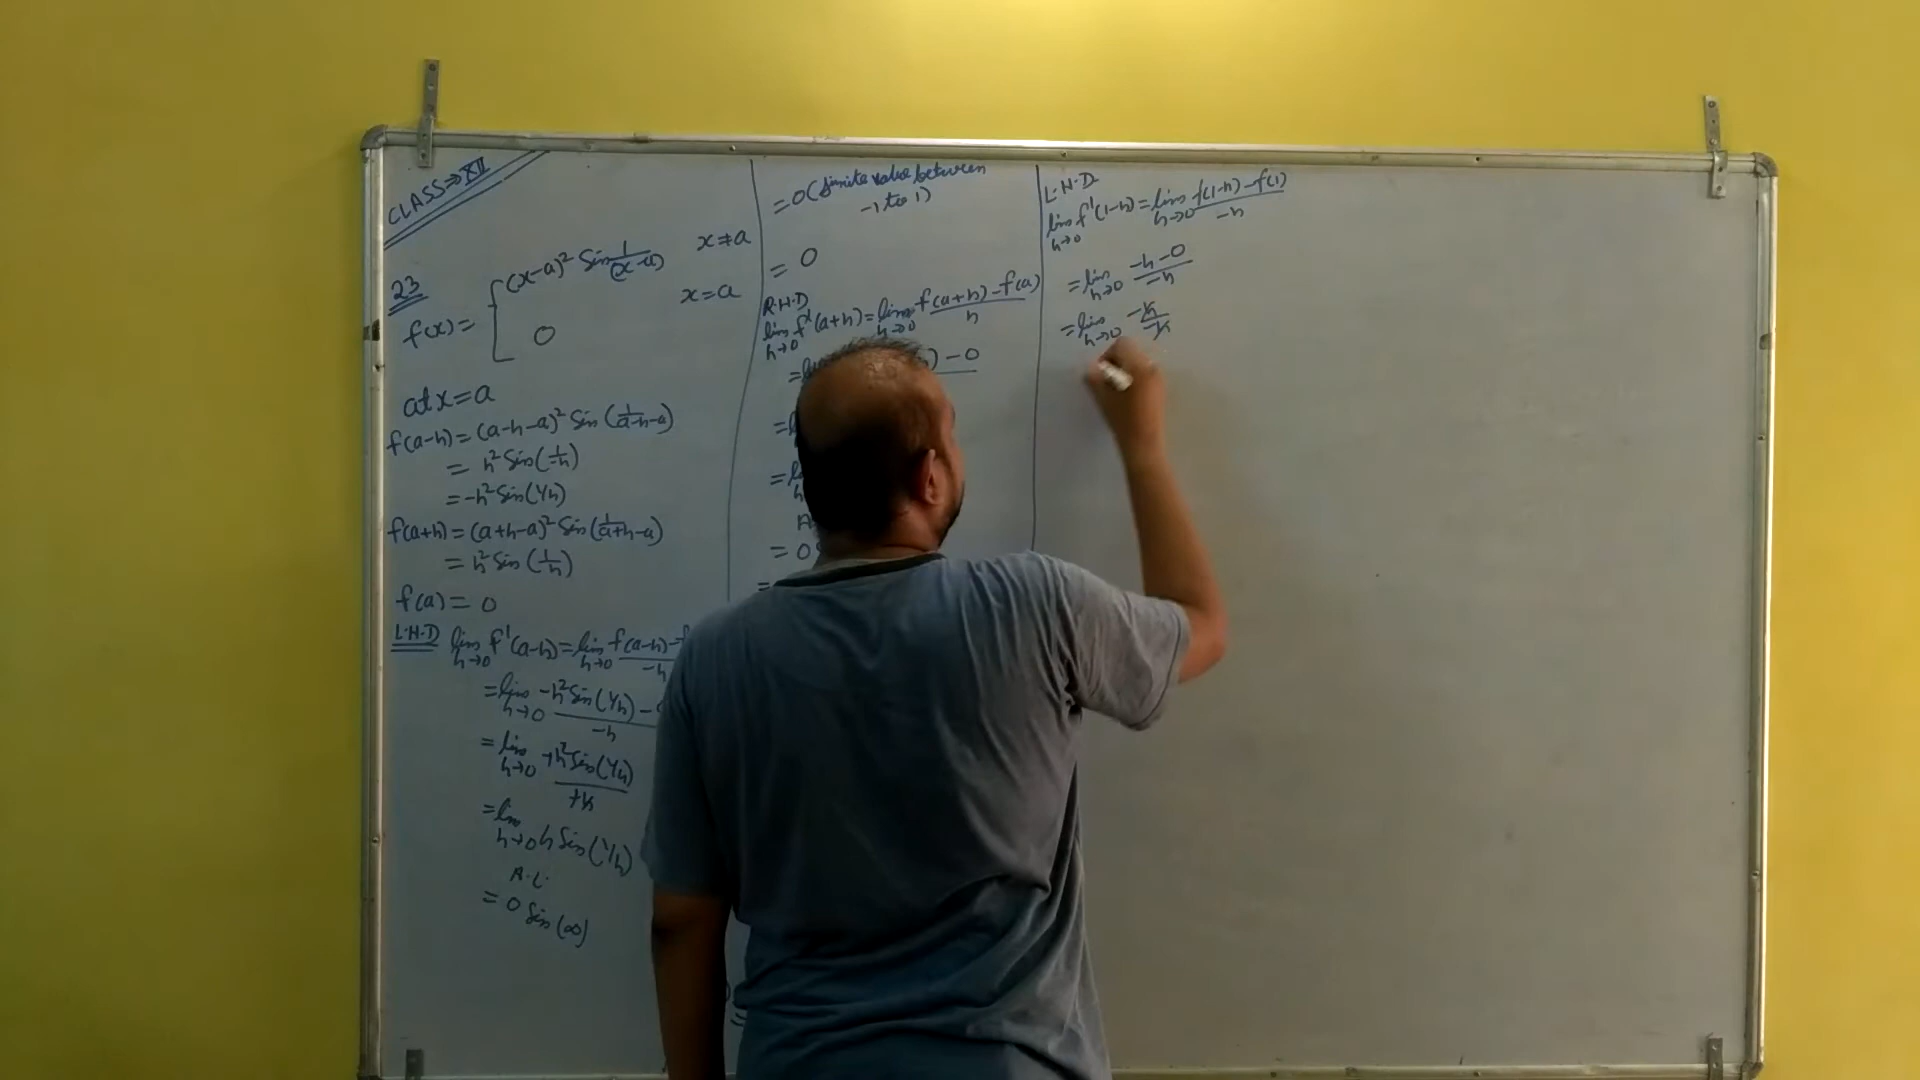 CLASS⇒XII
23
f(x) = { (x-a)² Sin 1/(x-a) x≠a
0 x=a
at x=a
f(a-h) = (a-h-a)² Sin (1/a-h-a)
= h² Sin(1/-h)
= -h² Sin(1/h)
f(a+h) = (a+h-a)² Sin(1/a+h-a)
= h² Sin (1/h)
f(a) = 0
L.H.D lim h→0 f'(a-h) = lim h→0 f(a-h)-f /-h
= lim h→0 -h² Sin(1/h) - /-h
= lim h→0 +h² Sin(1/h)/+h
= lim h→0 h Sin(1/h)
A.L.
= 0 Sin(∞)
= 0 (finite value between
-1 to 1)
= 0
R.H.D
lim h→0 f'(a+h) = lim h→0 f(a+h)-f(a)/h
) - 0
=
=
= 0
=
L.H.D
lim h→0 f'(1-h) = lim h→0 f(1-h)-f(1)/-h
= lim h→0 -h-0/-h
= lim h→0 -h/-h